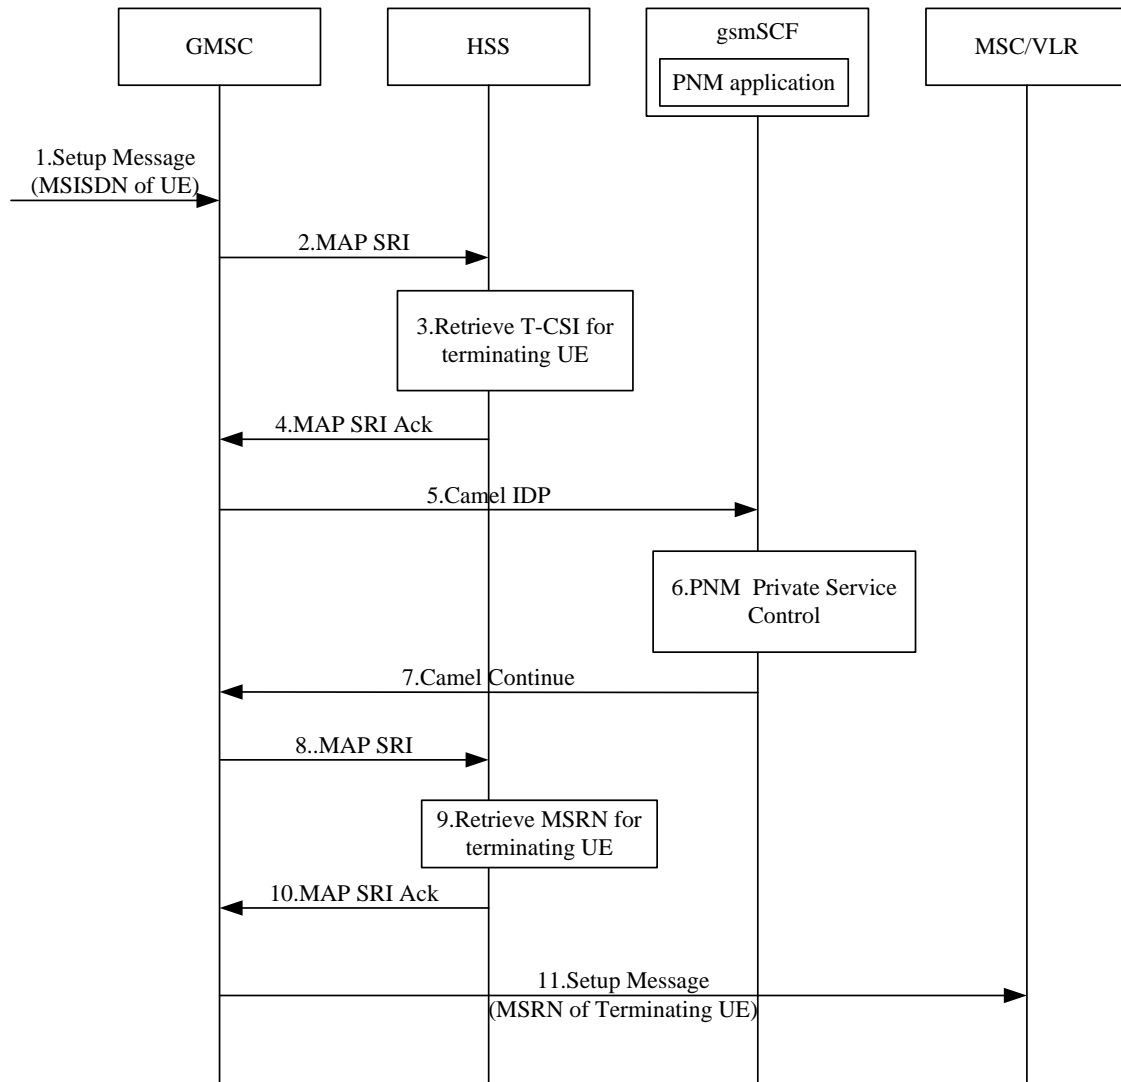 GMSC
HSS
gsmSCF
PNM application
MSC/VLR
1.Setup Message
(MSISDN of UE)
2.MAP SRI
3.Retrieve T-CSI for
terminating UE
4.MAP SRI Ack
5.Camel IDP
6.PNM  Private Service
Control
7.Camel Continue
8..MAP SRI
9.Retrieve MSRN for
terminating UE
10.MAP SRI Ack
11.Setup Message
(MSRN of Terminating UE)